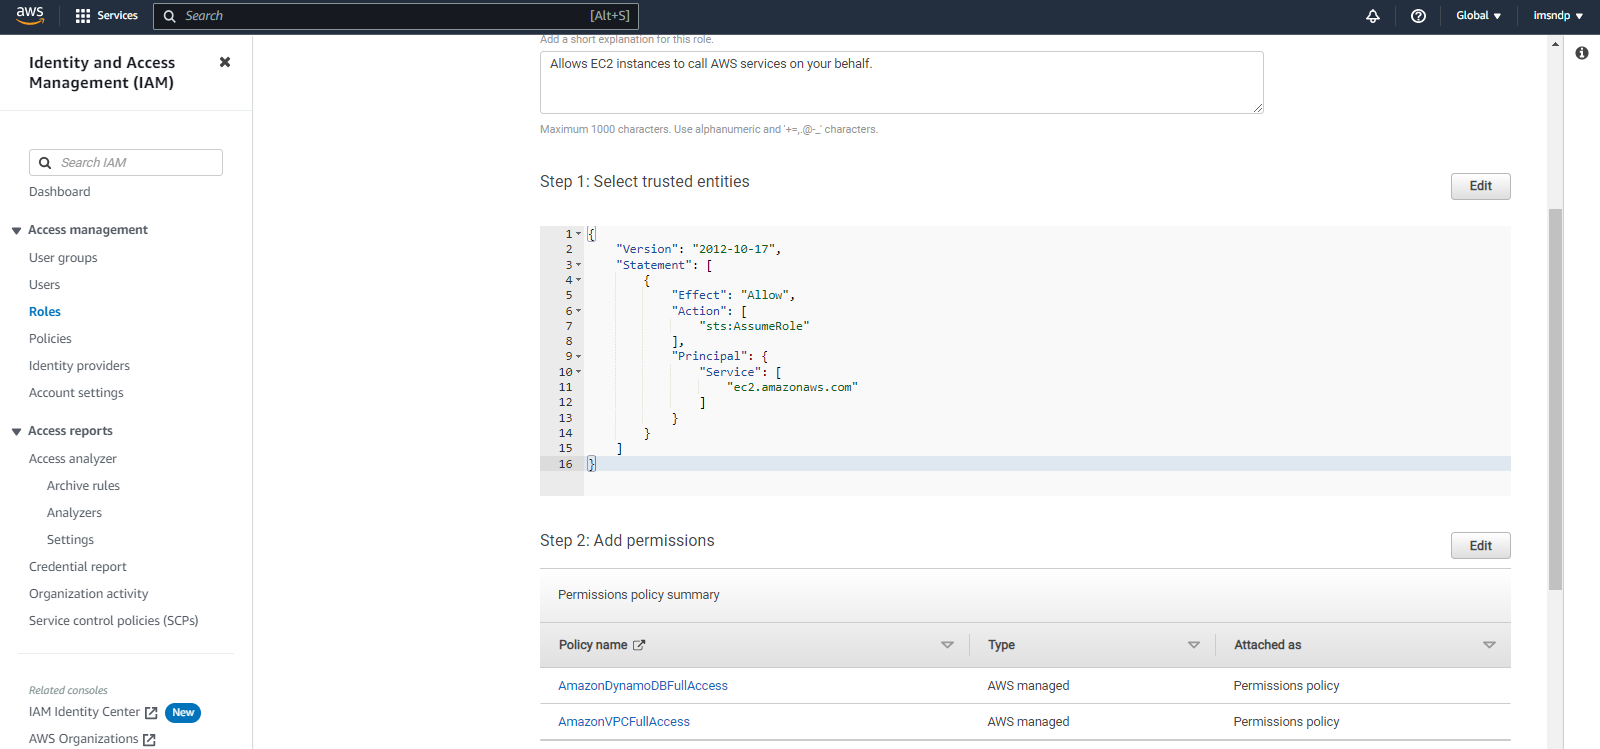 aws
Services
Search
[Alt+S]
Global
imsndp
Identity and Access
Management (IAM)
Search IAM
Dashboard
Access management
User groups
Users
Roles
Policies
Identity providers
Account settings
Access reports
Access analyzer
Archive rules
Analyzers
Settings
Credential report
Organization activity
Service control policies (SCPs)
Related consoles
IAM Identity Center New
AWS Organizations
Add a short explanation for this role.
Allows EC2 instances to call AWS services on your behalf.
Maximum 1000 characters. Use alphanumeric and '+=,.@-_' characters.
Step 1: Select trusted entities
Edit
1 {
2 "Version": "2012-10-17",
3 "Statement": [
4 {
5 "Effect": "Allow",
6 "Action": [
7 "sts:AssumeRole"
8 ],
9 "Principal": {
10 "Service": [
11 "ec2.amazonaws.com"
12 ]
13 }
14 }
15 ]
16 }
Step 2: Add permissions
Edit
Permissions policy summary
Policy name Type Attached as
AmazonDynamoDBFullAccess AWS managed Permissions policy
AmazonVPCFullAccess AWS managed Permissions policy